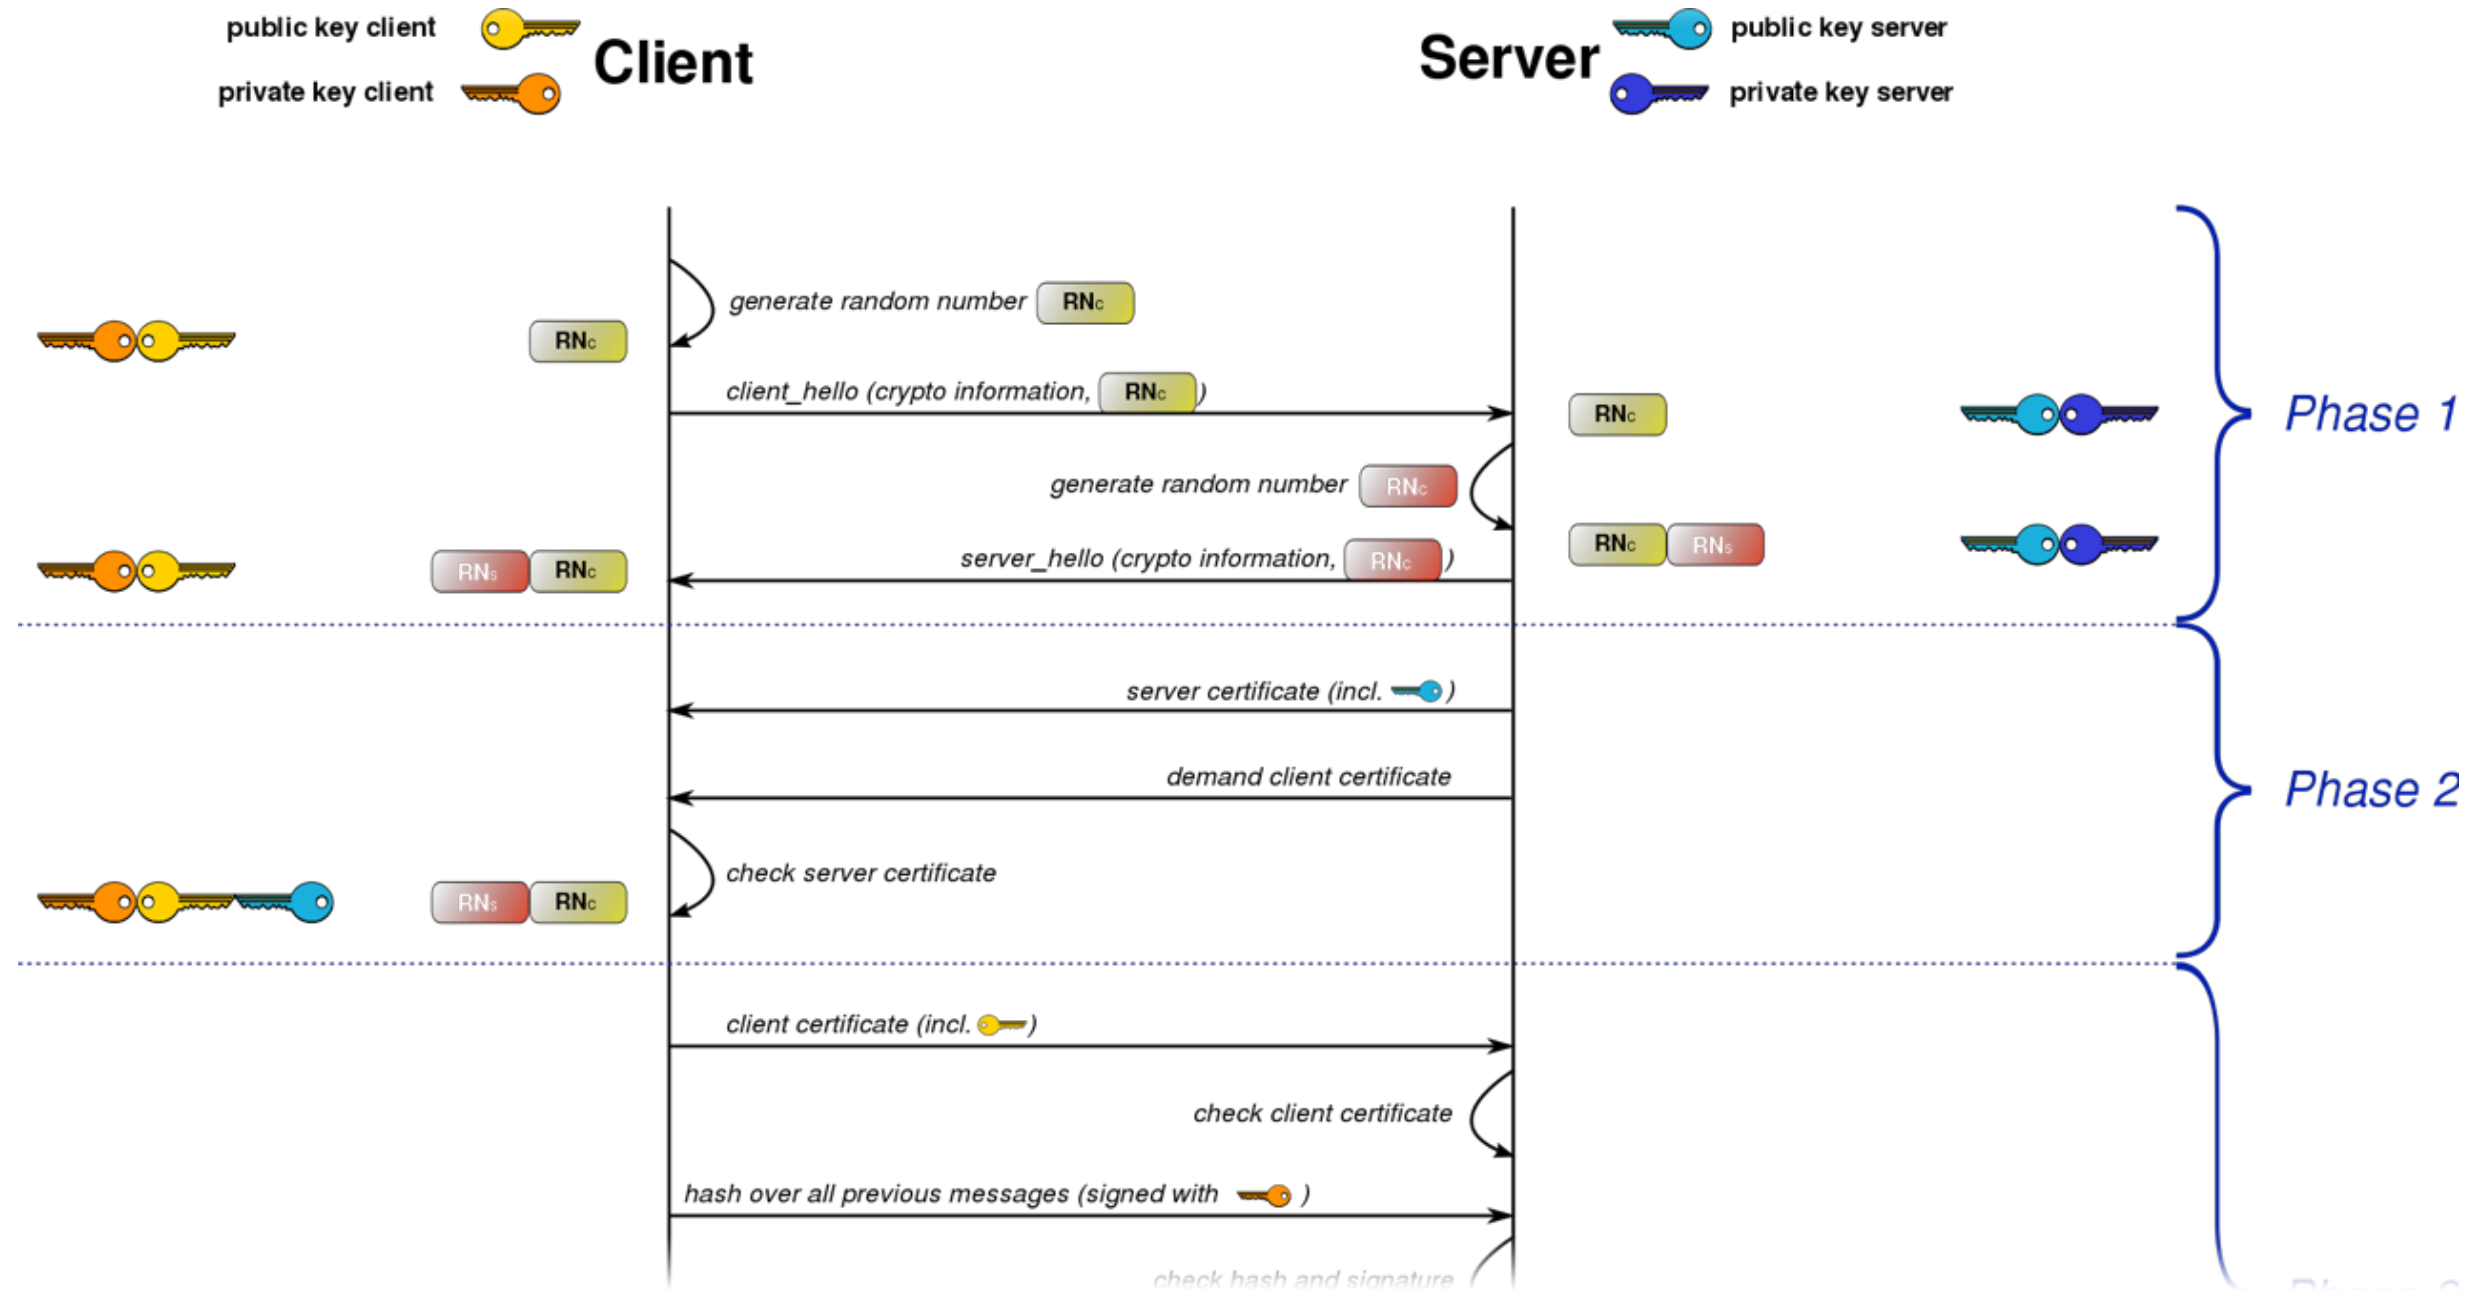 public key client
private key client
Client
Server
public key server
private key server
generate random number RNc
RNc
client_hello (crypto information, RNc )
RNc
Phase 1
generate random number RNc
RNc RNs
server_hello (crypto information, RNc )
RNs RNc
server certificate (incl. )
demand client certificate
Phase 2
check server certificate
RNs RNc
client certificate (incl. )
check client certificate
hash over all previous messages (signed with )
check hash and signature